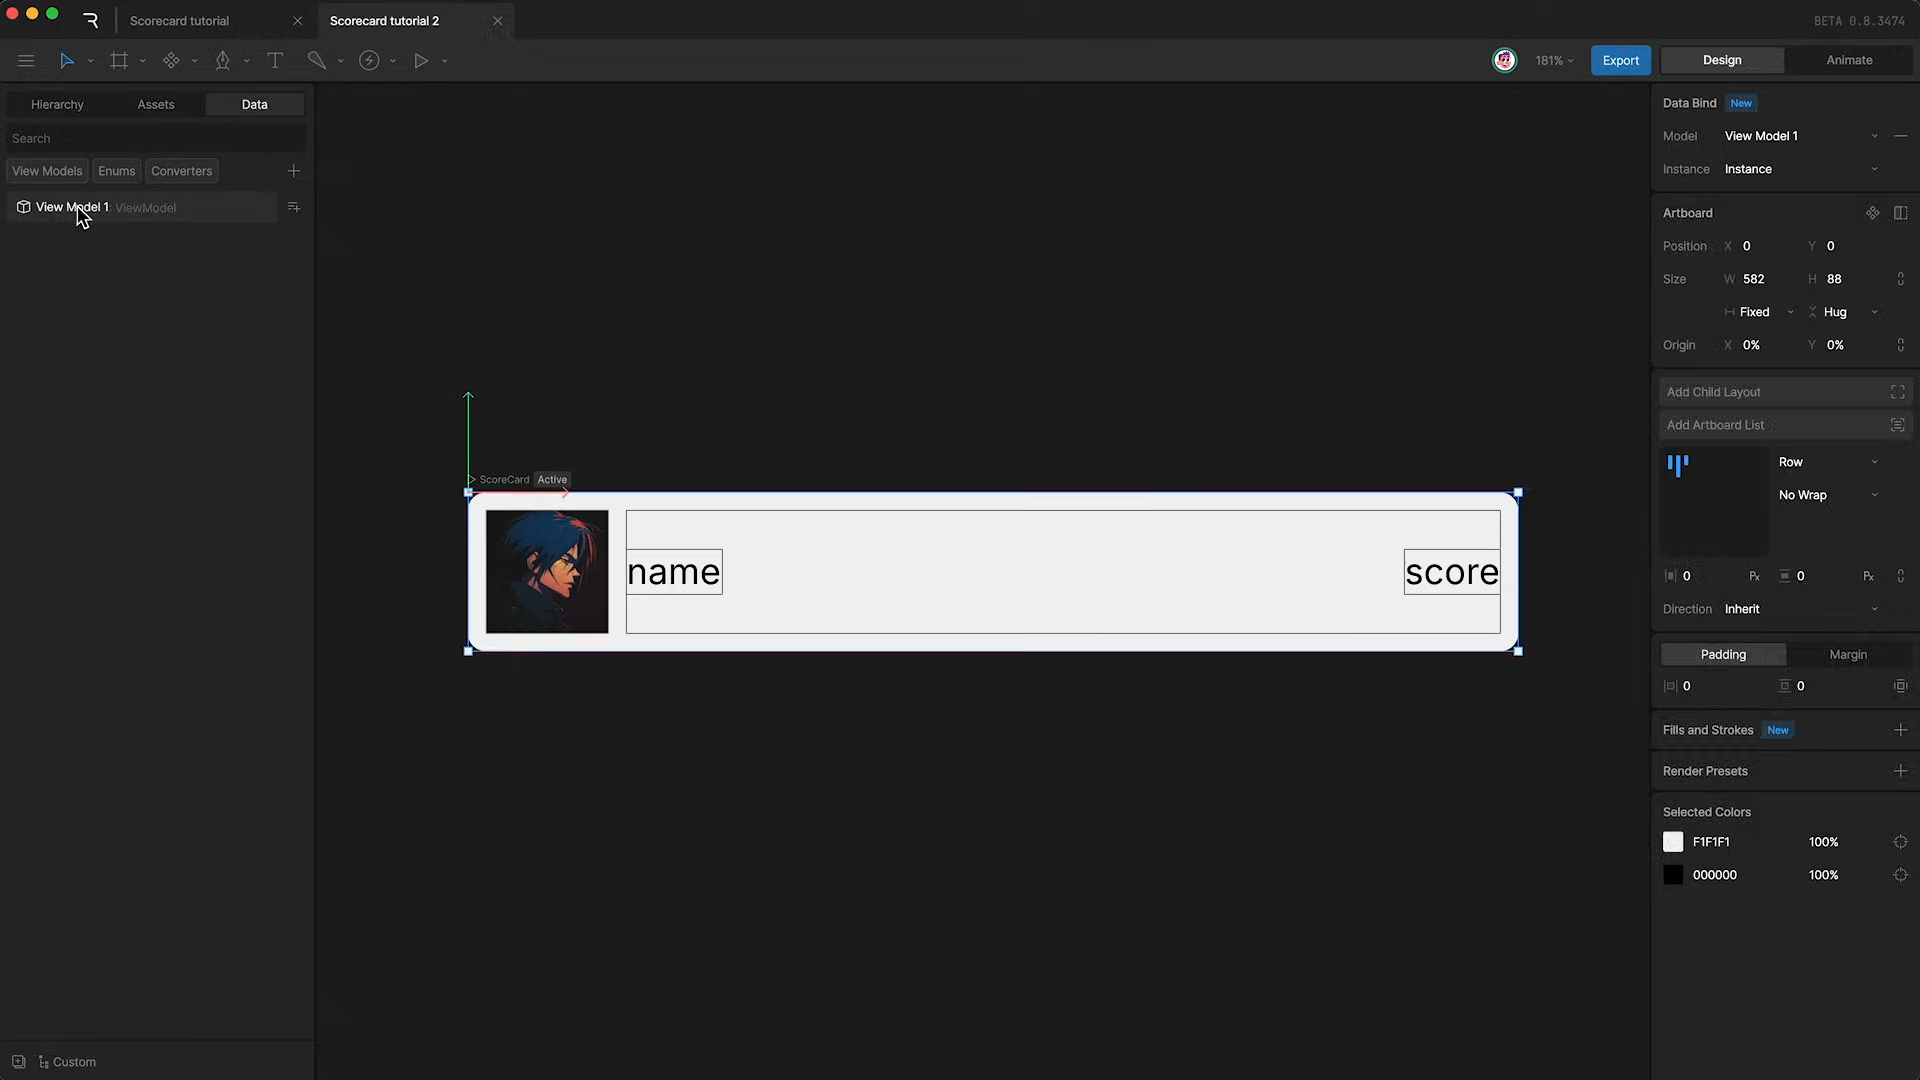 Scorecard tutorial
Scorecard tutorial 2
BETA 0.8.3474
181%
Export
Design
Animate
Hierarchy
Assets
Data
Search
View Models
Enums
Converters
View Model 1
ViewModel
ScoreCard
Active
name
score
Data Bind
New
Model
View Model 1
Instance
Instance
Artboard
Position X 0 Y 0
Size W 582 H 88
Fixed
Hug
Origin X 0% Y 0%
Add Child Layout
Add Artboard List
Row
No Wrap
0 Px 0 Px
Direction Inherit
Padding
Margin
0 0
Fills and Strokes
New
Render Presets
Selected Colors
F1F1F1 100%
000000 100%
Custom